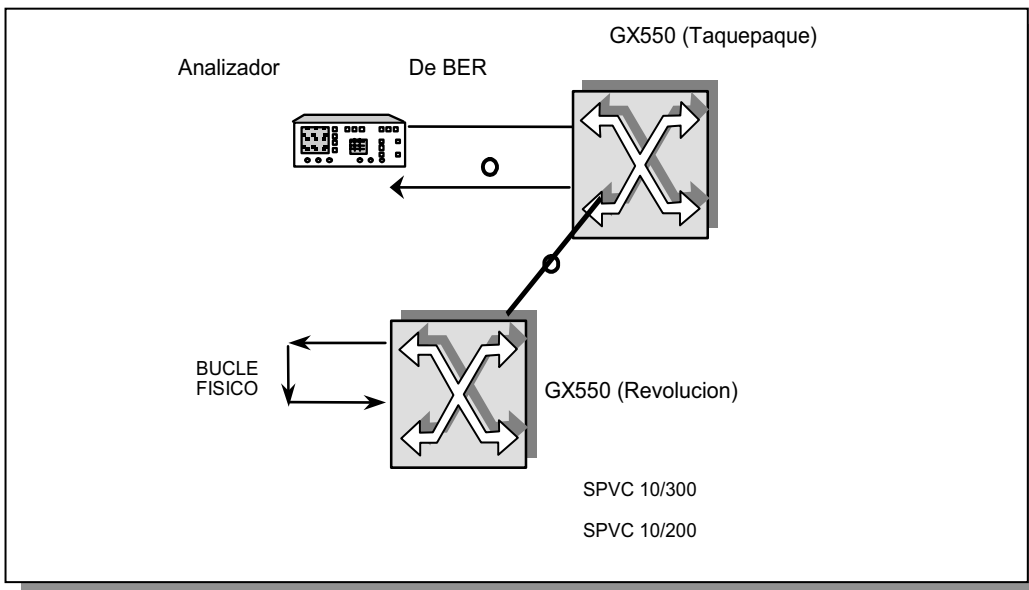 GX550 (Taquepaque)
Analizador De BER
BUCLE
FISICO
GX550 (Revolucion)
SPVC 10/300
SPVC 10/200